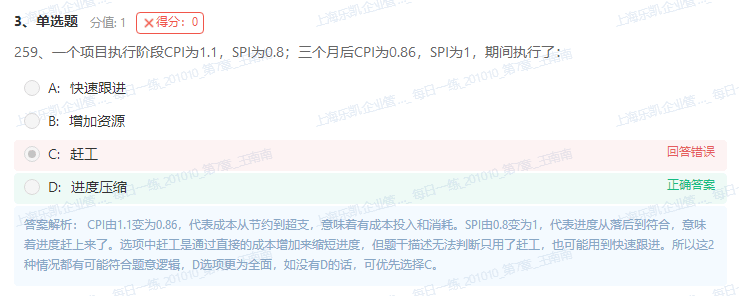 3、单选题 分值: 1 ×得分：0
259、一个项目执行阶段CPI为1.1，SPI为0.8；三个月后CPI为0.86，SPI为1，期间执行了：
A: 快速跟进
B: 增加资源
C: 赶工 回答错误
D: 进度压缩 正确答案
答案解析： CPI由1.1变为0.86，代表成本从节约到超支，意味着有成本投入和消耗。SPI由0.8变为1，代表进度从落后到符合，意味
着进度赶上来了。选项中赶工是通过直接的成本增加来缩短进度，但题干描述无法判断只用了赶工，也可能用到快速跟进。所以这2
种情况都有可能符合题意逻辑，D选项更为全面，如没有D的话，可优先选择C。
上海乐凯企业管..._每日一练_201010_第7章_王南南